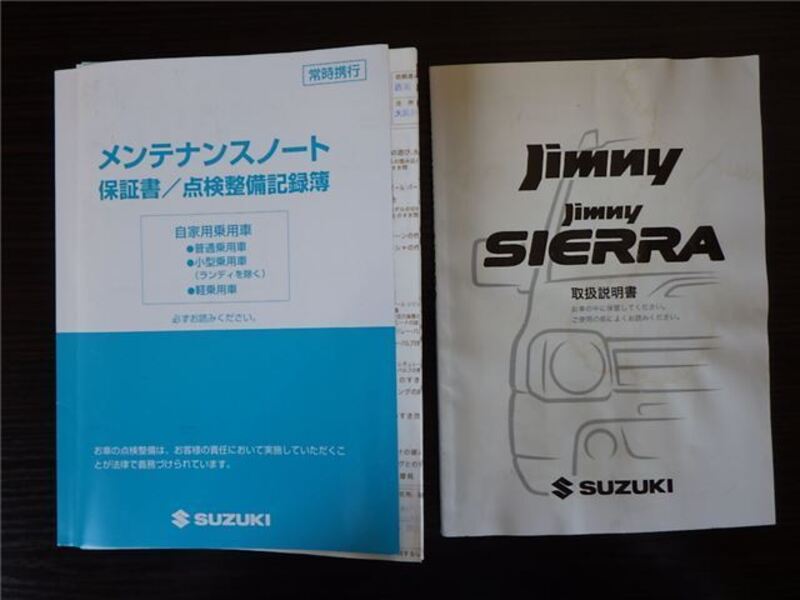 常時携行
メンテナンスノート
保証書／点検整備記録簿
自家用乗用車
●普通乗用車
●小型乗用車
（ランディを除く）
●軽乗用車
必ずお読みください。
お車の点検整備は、お客様の責任において実施していただくこ
とが法律で義務づけられています。
SUZUKI
Jimny
Jimny
SIERRA
取扱説明書
お車の中に保管してください。
ご使用の前によくお読みください。
SUZUKI